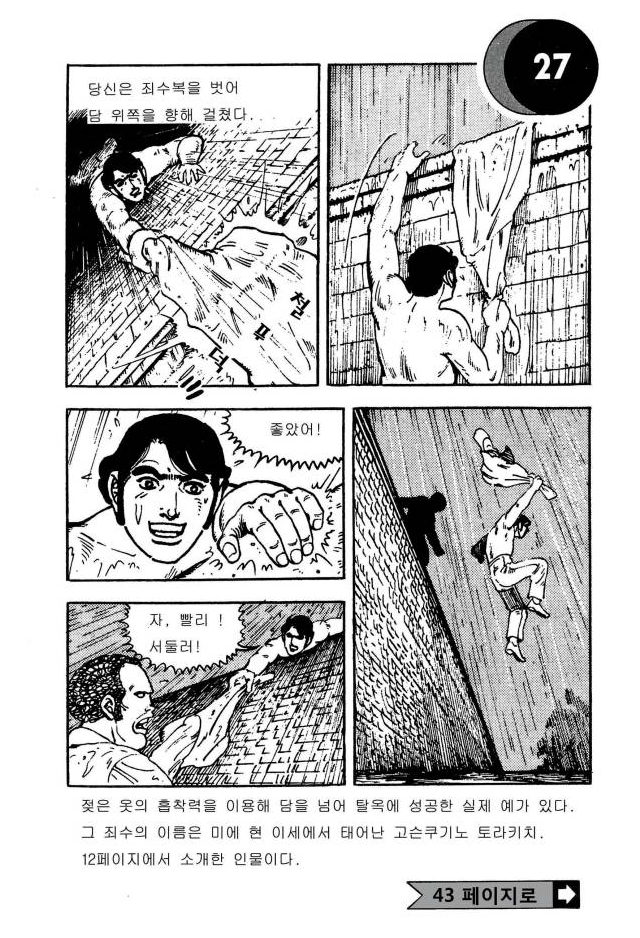 27
당신은 죄수복을 벗어
담 위쪽을 향해 걸쳤다.
철
푸
덕
좋았어!
자, 빨리 !
서둘러!
젖은 옷의 흡착력을 이용해 담을 넘어 탈옥에 성공한 실제 예가 있다.
그 죄수의 이름은 미에 현 이세에서 태어난 고슨쿠기노 토라키치.
12페이지에서 소개한 인물이다.
43 페이지로